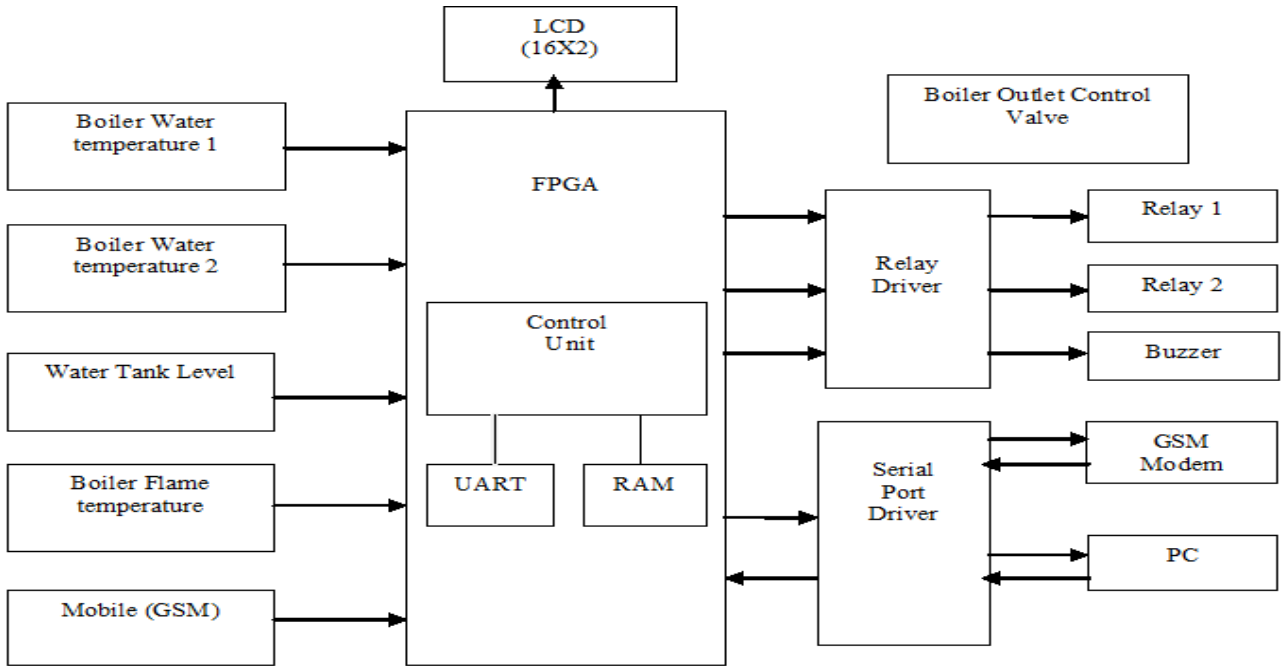 LCD
(16X2)
Boiler Water
temperature 1
Boiler Outlet Control
Valve
FPGA
Boiler Water
temperature 2
Relay 1
Relay
Driver
Relay 2
Control
Unit
Buzzer
Water Tank Level
Boiler Flame
temperature
UART
RAM
Serial
Port
Driver
GSM
Modem
PC
Mobile (GSM)